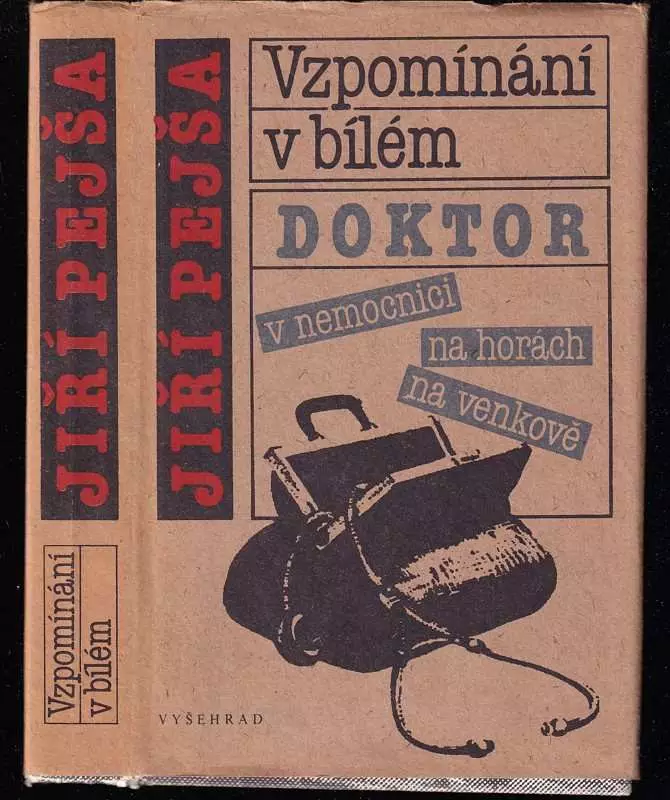 JIŘÍ PEJŠA
Vzpomínání
v bílém
JIŘÍ PEJŠA
Vzpomínání
v bílém
DOKTOR
v nemocnici
na horách
na venkově
VYŠEHRAD